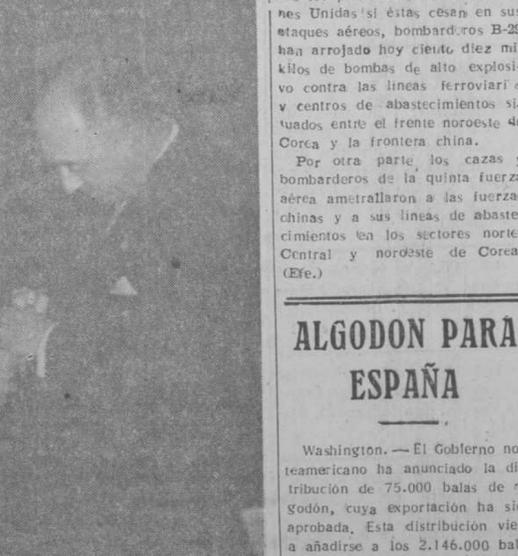 nes Unidas si éstas cesan en sus
ataques aéreos, bombarderos B-29
han arrojado hoy ciento diez mi
kilos de bombas de alto explosi-
vo contra las líneas ferroviari
y centros de abastecimientos si
tuados entre el frente noroeste de
Corea y la frontera china.
Por otra parte, los cazas y
bombarderos de la quinta fuerza
aérea ametrallaron a las fuerza
chinas y a sus líneas de abaste
cimientos en los sectores norte
Central y nordeste de Corea
(Efe.)
ALGODON PARA
ESPAÑA
Washington. — El Gobierno no
teamericano ha anunciado la di
tribución de 75.000 balas de
godón, cuya exportación ha si
aprobada. Esta distribución vie
a añadirse a los 2.146.000 bal